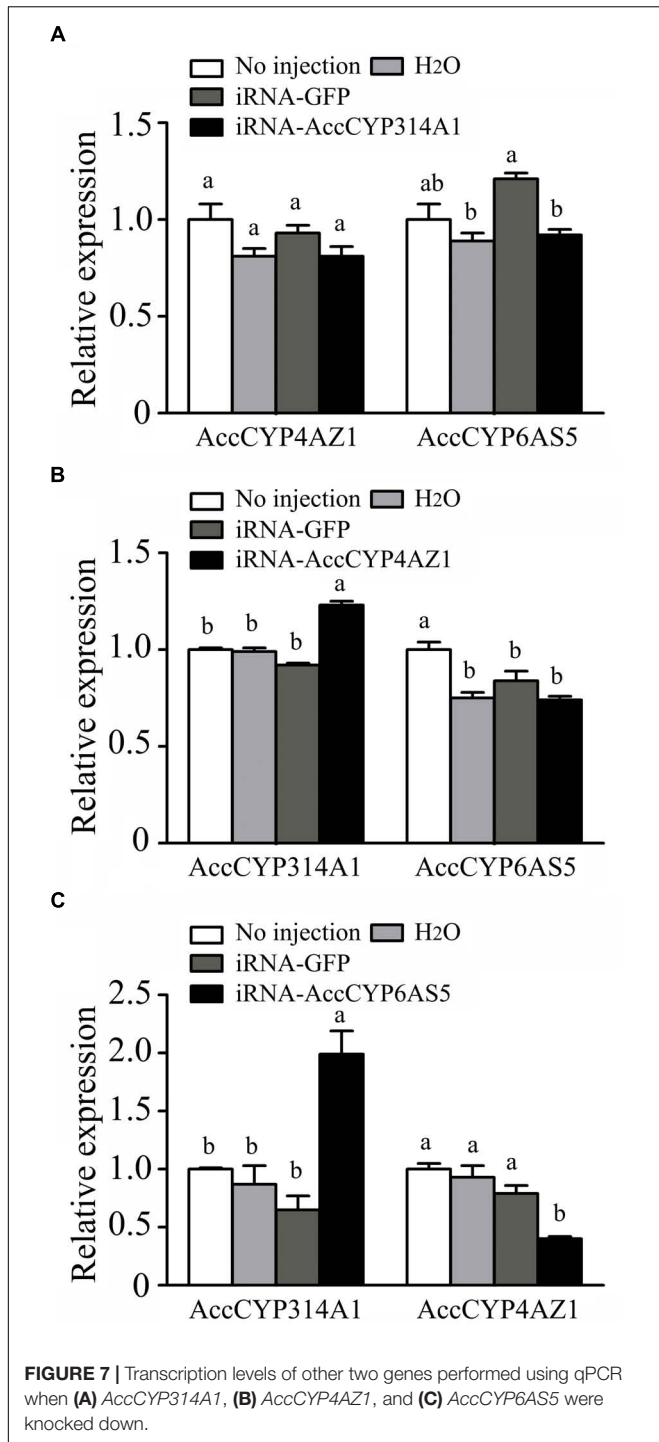 A
No injection H2O
iRNA-GFP
iRNA-AccCYP314A1
Relative expression
1.5
1.0
0.5
0
a a a a ab b a b
AccCYP4AZ1 AccCYP6AS5
B
No injection H2O
iRNA-GFP
iRNA-AccCYP4AZ1
Relative expression
1.5
1.0
0.5
0
b b b a a b b b
AccCYP314A1 AccCYP6AS5
C
No injection H2O
iRNA-GFP
iRNA-AccCYP6AS5
Relative expression
2.5
2.0
1.5
1.0
0.5
0
b b b a a a a b
AccCYP314A1 AccCYP4AZ1
FIGURE 7 | Transcription levels of other two genes performed using qPCR
when (A) AccCYP314A1, (B) AccCYP4AZ1, and (C) AccCYP6AS5 were
knocked down.